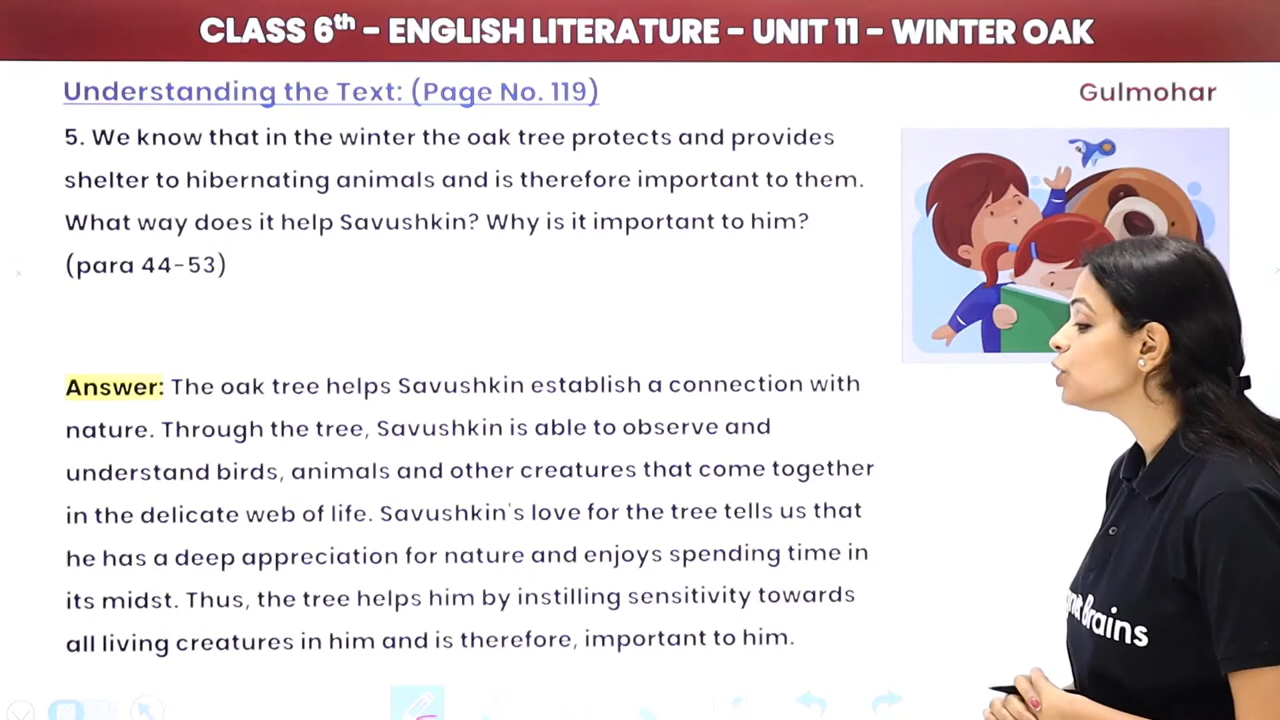 CLASS 6th - ENGLISH LITERATURE - UNIT 11 - WINTER OAK
Understanding the Text: (Page No. 119)
Gulmohar
5. We know that in the winter the oak tree protects and provides
shelter to hibernating animals and is therefore important to them.
What way does it help Savushkin? Why is it important to him?
(para 44-53)
Answer: The oak tree helps Savushkin establish a connection with
nature. Through the tree, Savushkin is able to observe and
understand birds, animals and other creatures that come together
in the delicate web of life. Savushkin's love for the tree tells us that
he has a deep appreciation for nature and enjoys spending time in
its midst. Thus, the tree helps him by instilling sensitivity towards
all living creatures in him and is therefore, important to him.
Brains